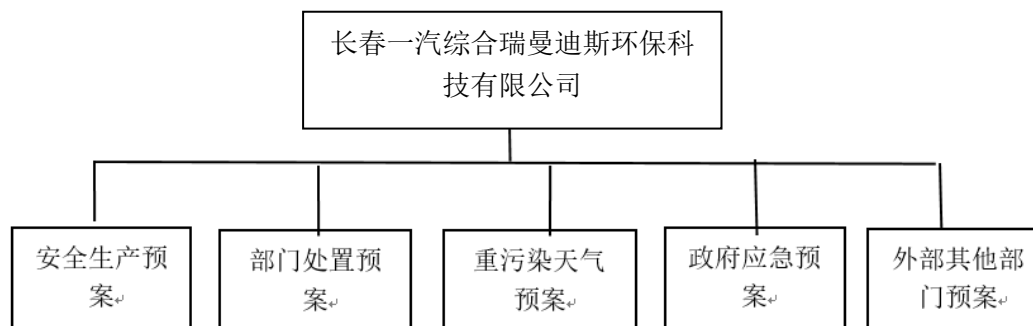 长春一汽综合瑞曼迪斯环保科
技有限公司
安全生产预
案
部门处置预
案
重污染天气
预案
政府应急预
案
外部其他部
门预案